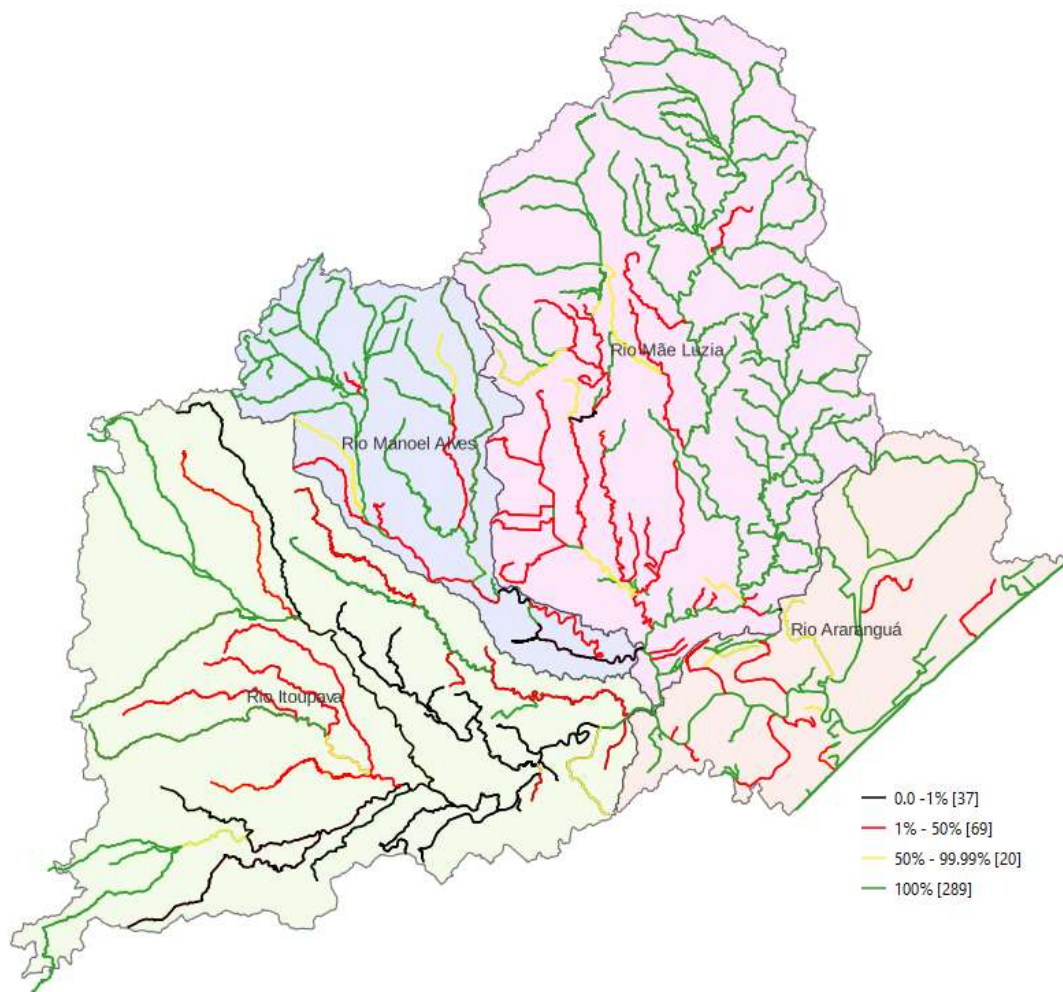 Rio Mãe Luzia
Rio Manoel Alves
Rio Araranguá
Rio Itoupava
0.0 -1% [37]
1% - 50% [69]
50% - 99.99% [20]
100% [289]